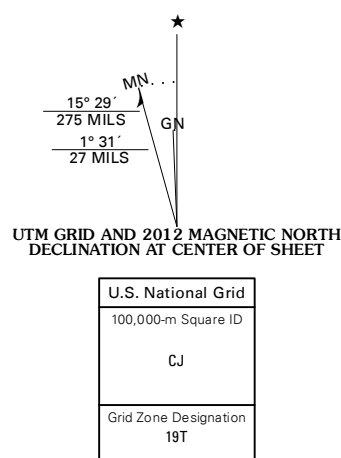 ★
MN...
15° 29´
275 MILS
GN
1° 31´
27 MILS
UTM GRID AND 2012 MAGNETIC NORTH
DECLINATION AT CENTER OF SHEET
U.S. National Grid
100,000-m Square ID
CJ
Grid Zone Designation
19T